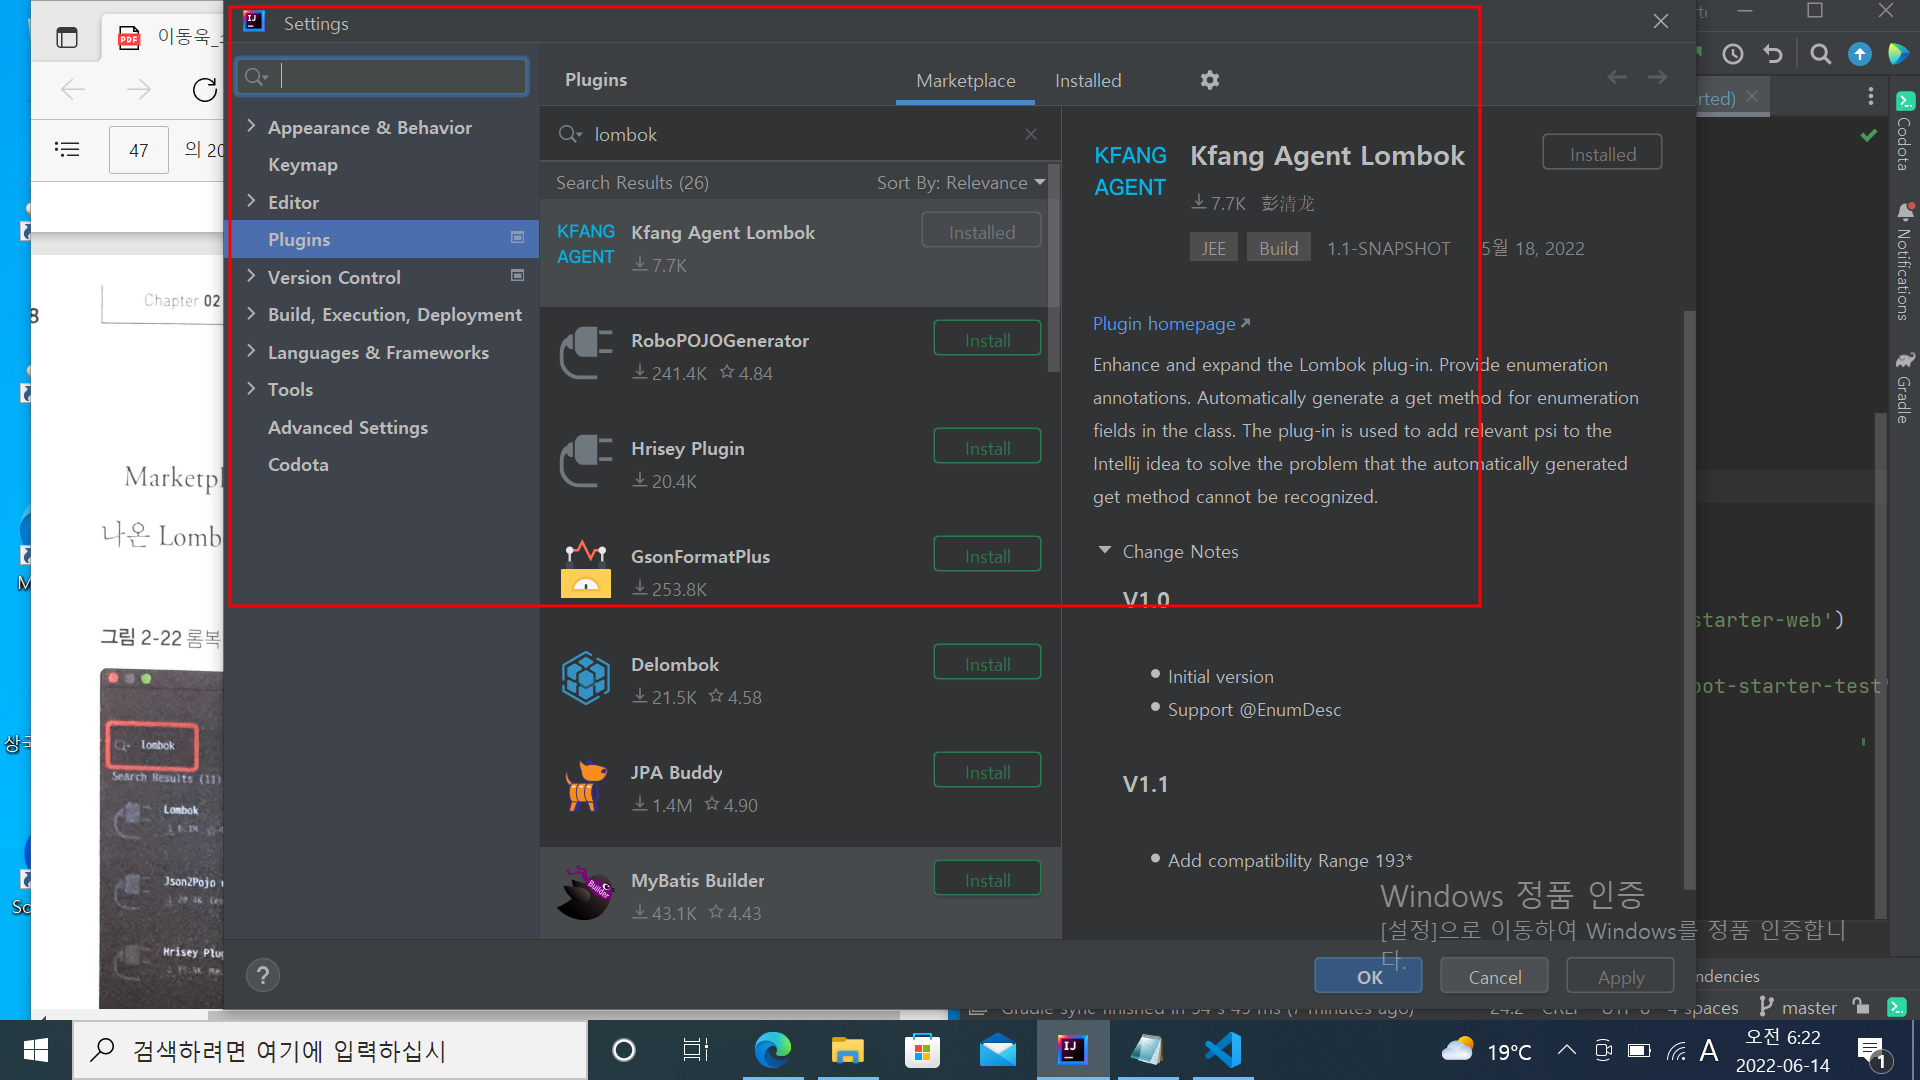 이동욱_
47
의 20
Chapter 02
8
Marketpl
나온 Lomb
그림 2-22 롬복
lombok
Search Results (11)
Lombok
Hrisey Plug
Settings
Appearance & Behavior
Keymap
Editor
Plugins
Version Control
Build, Execution, Deployment
Languages & Frameworks
Tools
Advanced Settings
Codota
Plugins
Marketplace
Installed
lombok
Search Results (26)
Sort By: Relevance
KFANG AGENT
Kfang Agent Lombok
7.7K
Installed
RoboPOJOGenerator
241.4K 4.84
Install
Hrisey Plugin
20.4K
Install
GsonFormatPlus
253.8K
Install
Delombok
21.5K 4.58
Install
JPA Buddy
1.4M 4.90
Install
Builder
MyBatis Builder
43.1K 4.43
Install
KFANG
AGENT
Kfang Agent Lombok
Installed
7.7K 彭清龙
JEE Build 1.1-SNAPSHOT 5월 18, 2022
Plugin homepage
Enhance and expand the Lombok plug-in. Provide enumeration
annotations. Automatically generate a get method for enumeration
fields in the class. The plug-in is used to add relevant psi to the
Intellij idea to solve the problem that the automatically generated
get method cannot be recognized.
Change Notes
V1.0
Initial version
Support @EnumDesc
V1.1
Add compatibility Range 193*
Windows 정품 인증
[설정]으로 이동하여 Windows를 정품 인증합니
다.
?
OK
Cancel
Apply
rted)
Codota
Notifications
Gradle
starter-web')
oot-starter-test'
'
ndencies
4 spaces
master
검색하려면 여기에 입력하십시
19°C
A
오전 6:22
2022-06-14
1